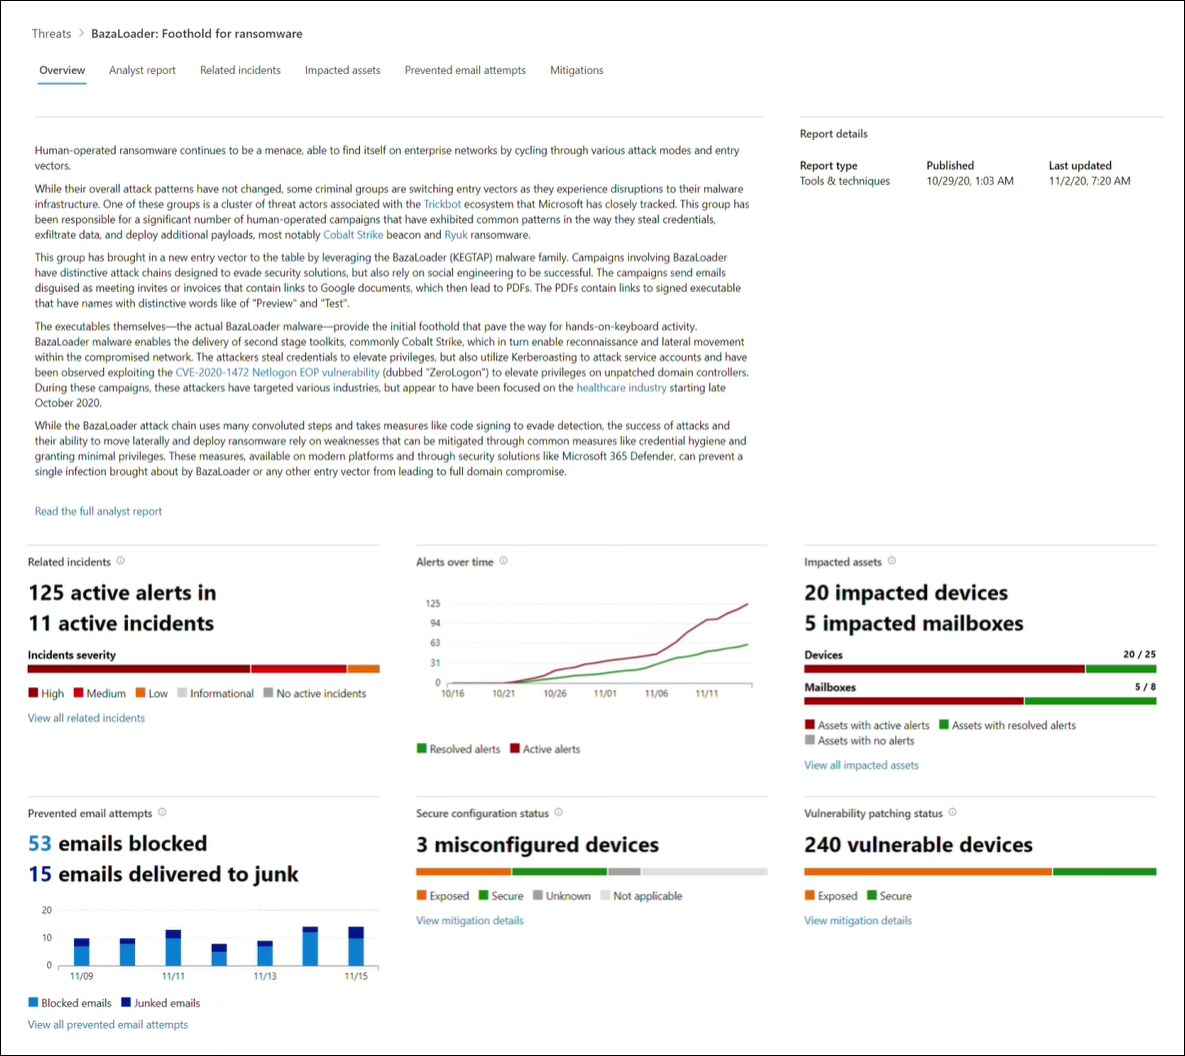 Threats > BazaLoader: Foothold for ransomware
Overview Analyst report Related incidents Impacted assets Prevented email attempts Mitigations
Human-operated ransomware continues to be a menace, able to find itself on enterprise networks by cycling through various attack modes and entry
vectors.
While their overall attack patterns have not changed, some criminal groups are switching entry vectors as they experience disruptions to their malware
infrastructure. One of these groups is a cluster of threat actors associated with the Trickbot ecosystem that Microsoft has closely tracked. This group has
been responsible for a significant number of human-operated campaigns that have exhibited common patterns in the way they steal credentials,
exfiltrate data, and deploy additional payloads, most notably Cobalt Strike beacon and Ryuk ransomware.
This group has brought in a new entry vector to the table by leveraging the BazaLoader (KEGTAP) malware family. Campaigns involving BazaLoader
have distinctive attack chains designed to evade security solutions, but also rely on social engineering to be successful. The campaigns send emails
disguised as meeting invites or invoices that contain links to Google documents, which then lead to PDFs. The PDFs contain links to signed executable
that have names with distinctive words like of "Preview" and "Test".
The executables themselves—the actual BazaLoader malware—provide the initial foothold that pave the way for hands-on-keyboard activity.
BazaLoader malware enables the delivery of second stage toolkits, commonly Cobalt Strike, which in turn enable reconnaissance and lateral movement
within the compromised network. The attackers steal credentials to elevate privileges, but also utilize Kerberoasting to attack service accounts and have
been observed exploiting the CVE-2020-1472 Netlogon EOP vulnerability (dubbed "ZeroLogon") to elevate privileges on unpatched domain controllers.
During these campaigns, these attackers have targeted various industries, but appear to have been focused on the healthcare industry starting late
October 2020.
While the BazaLoader attack chain uses many convoluted steps and takes measures like code signing to evade detection, the success of attacks and
their ability to move laterally and deploy ransomware rely on weaknesses that can be mitigated through common measures like credential hygiene and
granting minimal privileges. These measures, available on modern platforms and through security solutions like Microsoft 365 Defender, can prevent a
single infection brought about by BazaLoader or any other entry vector from leading to full domain compromise.
Read the full analyst report
Report details
Report type Published Last updated
Tools & techniques 10/29/20, 1:03 AM 11/2/20, 7:20 AM
Related incidents
125 active alerts in
11 active incidents
Incidents severity
High Medium Low Informational No active incidents
View all related incidents
Alerts over time
125
94
63
31
0
10/16 10/21 10/26 11/01 11/06 11/11
Resolved alerts Active alerts
Impacted assets
20 impacted devices
5 impacted mailboxes
Devices 20 / 25
Mailboxes 5 / 8
Assets with active alerts Assets with resolved alerts
Assets with no alerts
View all impacted assets
Prevented email attempts
53 emails blocked
15 emails delivered to junk
20
10
0
11/09 11/11 11/13 11/15
Blocked emails Junked emails
View all prevented email attempts
Secure configuration status
3 misconfigured devices
Exposed Secure Unknown Not applicable
View mitigation details
Vulnerability patching status
240 vulnerable devices
Exposed Secure
View mitigation details